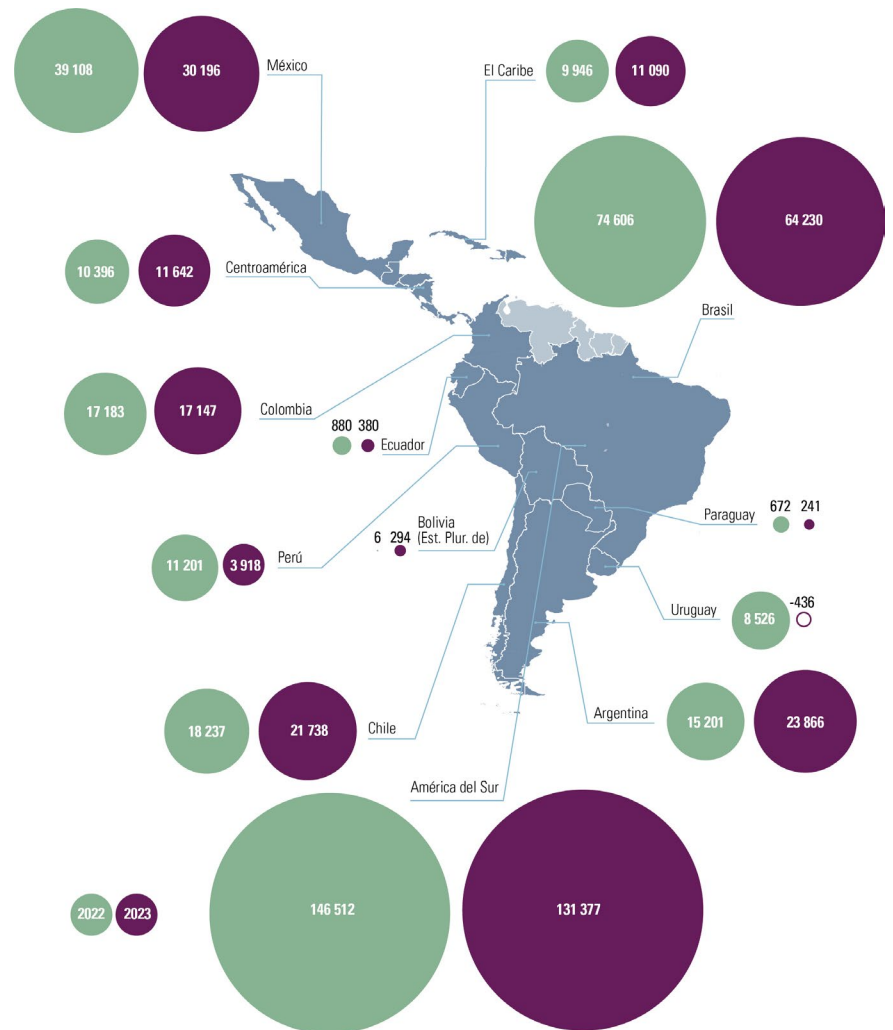 39 108
30 196
México
El Caribe
9 946
11 090
74 606
64 230
Brasil
10 396
11 642
Centroamérica
17 183
17 147
Colombia
880
380
Ecuador
6
294
Bolivia
(Est. Plur. de)
672
241
Paraguay
11 201
3 918
Perú
Uruguay
8 526
-436
18 237
21 738
Chile
Argentina
15 201
23 866
América del Sur
146 512
131 377
2022
2023